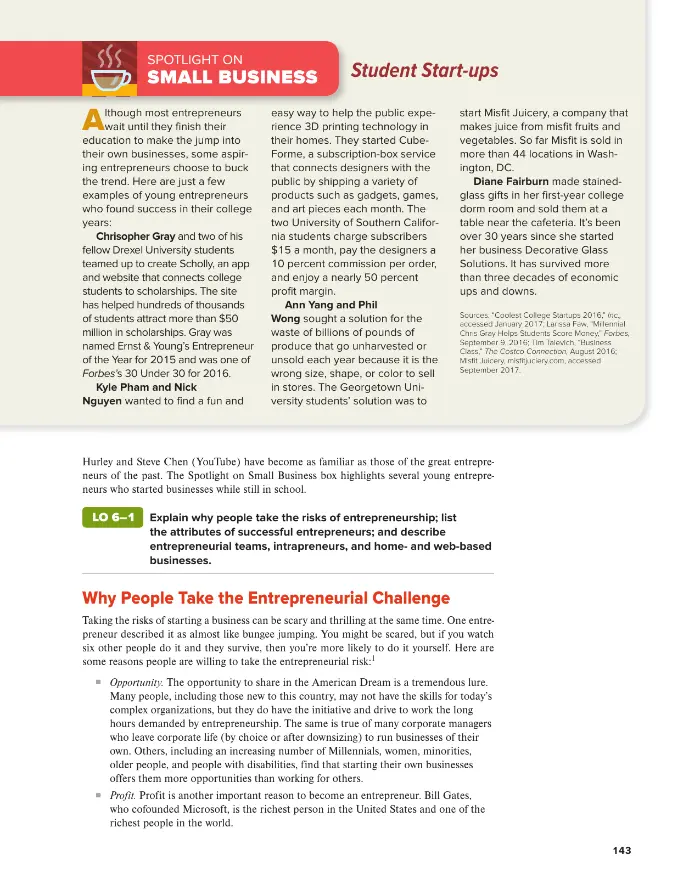 SPOTLIGHT ON
SMALL BUSINESS
Student Start-ups
Although most entrepreneurs
wait until they finish their
education to make the jump into
their own businesses, some aspir-
ing entrepreneurs choose to buck
the trend. Here are just a few
examples of young entrepreneurs
who found success in their college
years:
Chrisopher Gray and two of his
fellow Drexel University students
teamed up to create Scholly, an app
and website that connects college
students to scholarships. The site
has helped hundreds of thousands
of students attract more than $50
million in scholarships. Gray was
named Ernst & Young's Entrepreneur
of the Year for 2015 and was one of
Forbes's 30 Under 30 for 2016.
Kyle Pham and Nick
Nguyen wanted to find a fun and
easy way to help the public expe-
rience 3D printing technology in
their homes. They started Cube-
Forme, a subscription-box service
that connects designers with the
public by shipping a variety of
products such as gadgets, games,
and art pieces each month. The
two University of Southern Califor-
nia students charge subscribers
$15 a month, pay the designers a
10 percent commission per order,
and enjoy a nearly 50 percent
profit margin.
Ann Yang and Phil
Wong sought a solution for the
waste of billions of pounds of
produce that go unharvested or
unsold each year because it is the
wrong size, shape, or color to sell
in stores. The Georgetown Uni-
versity students' solution was to
start Misfit Juicery, a company that
makes juice from misfit fruits and
vegetables. So far Misfit is sold in
more than 44 locations in Wash-
ington, DC.
Diane Fairburn made stained-
glass gifts in her first-year college
dorm room and sold them at a
table near the cafeteria. It's been
over 30 years since she started
her business Decorative Glass
Solutions. It has survived more
than three decades of economic
ups and downs.
Sources: "Coolest College Startups 2016," Inc.,
accessed January 2017; Larissa Faw, "Millennial
Chris Gray Helps Students Score Money," Forbes,
September 9, 2016; Tim Talevich, "Business
Class," The Costco Connection, August 2016;
Misfit Juicery, misfitjuciery.com, accessed
September 2017.
Hurley and Steve Chen (YouTube) have become as familiar as those of the great entrepre-
neurs of the past. The Spotlight on Small Business box highlights several young entrepre-
neurs who started businesses while still in school.
LO 6–1
Explain why people take the risks of entrepreneurship; list
the attributes of successful entrepreneurs; and describe
entrepreneurial teams, intrapreneurs, and home- and web-based
businesses.
Why People Take the Entrepreneurial Challenge
Taking the risks of starting a business can be scary and thrilling at the same time. One entre-
preneur described it as almost like bungee jumping. You might be scared, but if you watch
six other people do it and they survive, then you're more likely to do it yourself. Here are
some reasons people are willing to take the entrepreneurial risk:1
Opportunity. The opportunity to share in the American Dream is a tremendous lure.
Many people, including those new to this country, may not have the skills for today's
complex organizations, but they do have the initiative and drive to work the long
hours demanded by entrepreneurship. The same is true of many corporate managers
who leave corporate life (by choice or after downsizing) to run businesses of their
own. Others, including an increasing number of Millennials, women, minorities,
older people, and people with disabilities, find that starting their own businesses
offers them more opportunities than working for others.
Profit. Profit is another important reason to become an entrepreneur. Bill Gates,
who cofounded Microsoft, is the richest person in the United States and one of the
richest people in the world.
143